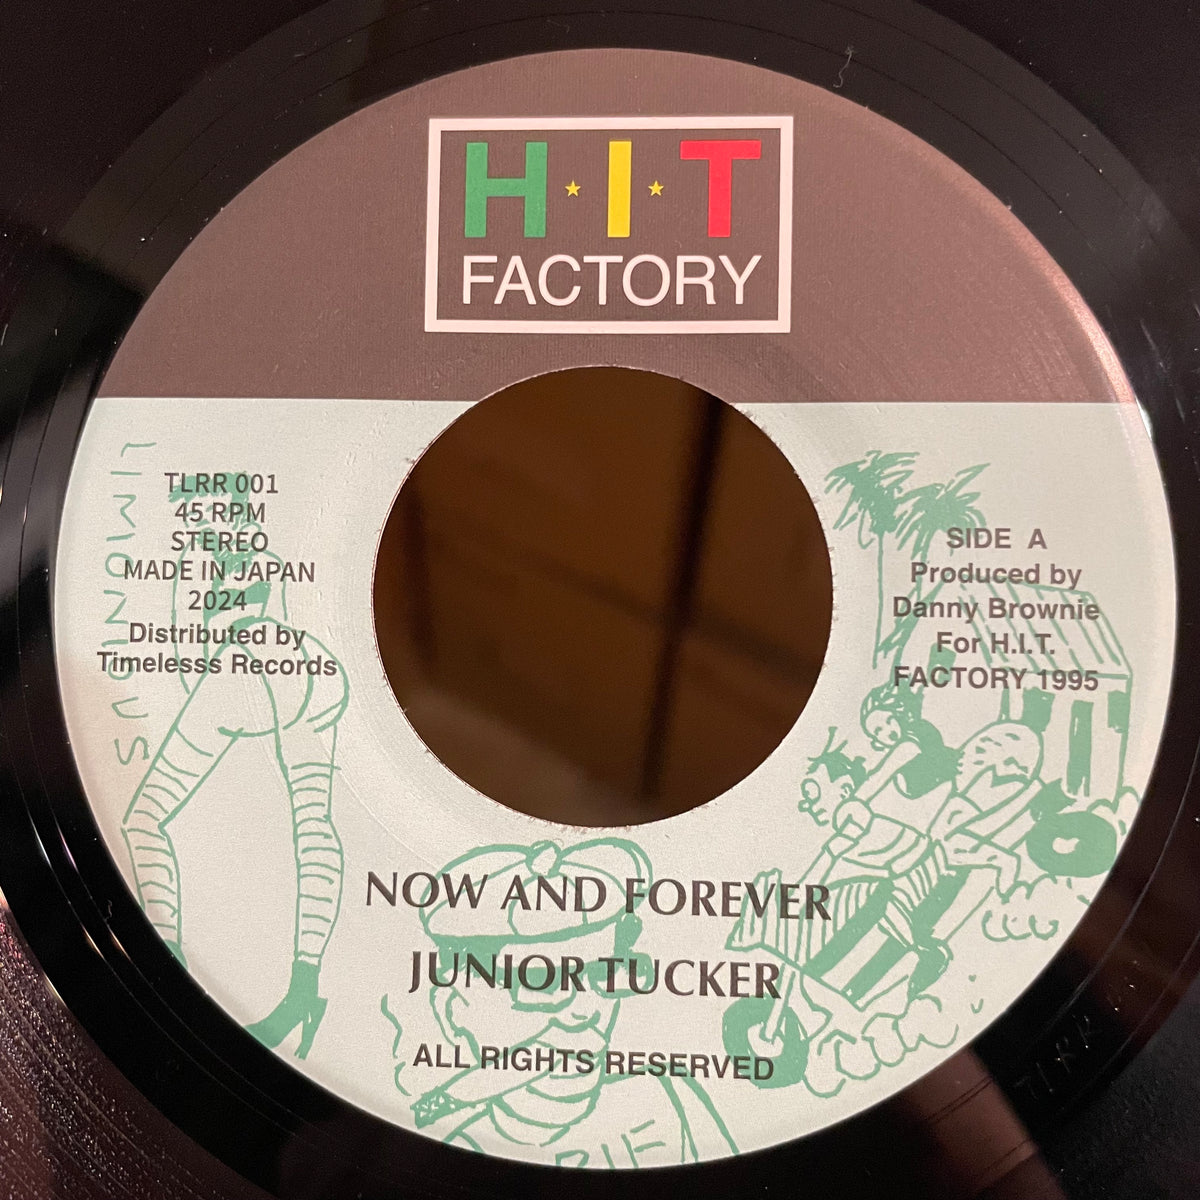 H·I·T
FACTORY
LIMONIOUS
TLRR 001
45 RPM
STEREO
MADE IN JAPAN
2024
Distributed by
Timelesss Records
SIDE A
Produced by
Danny Brownie
For H.I.T.
FACTORY 1995
NOW AND FOREVER
JUNIOR TUCKER
ALL RIGHTS RESERVED